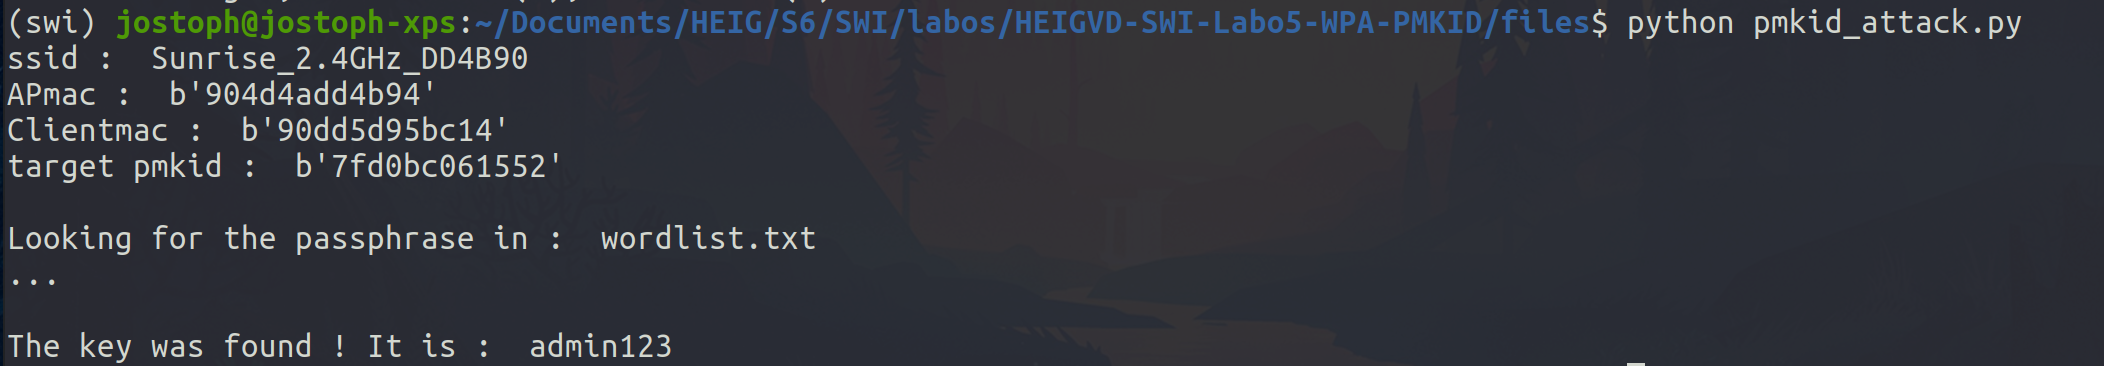 (swi) jostoph@jostoph-xps:~/Documents/HEIG/S6/SWI/labos/HEIGVD-SWI-Labo5-WPA-PMKID/files$ python pmkid_attack.py
ssid :  Sunrise_2.4GHz_DD4B90
APmac :  b'904d4add4b94'
Clientmac :  b'90dd5d95bc14'
target pmkid :  b'7fd0bc061552'
Looking for the passphrase in :  wordlist.txt
...
The key was found ! It is :  admin123